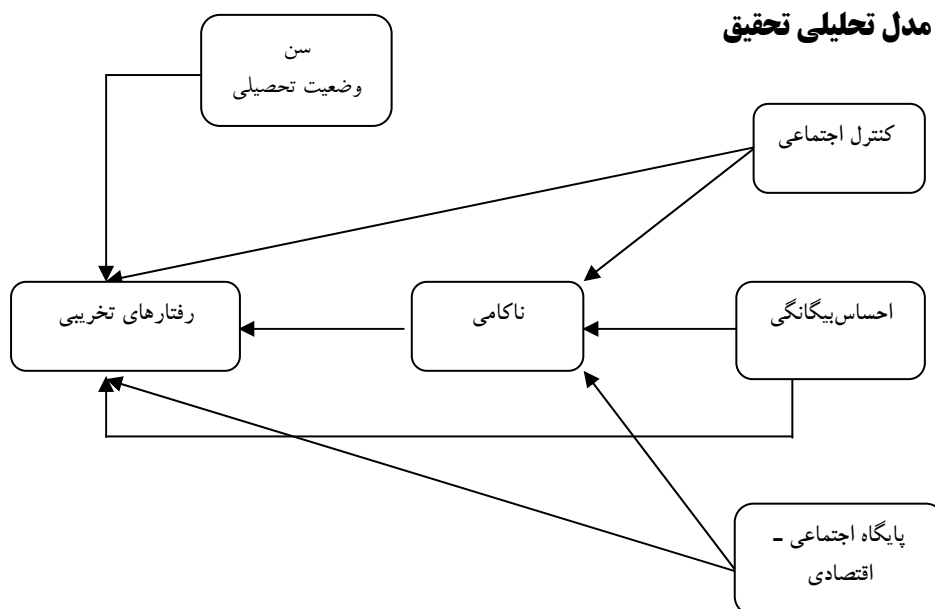 مدل تحلیلی تحقیق
سن
وضعیت تحصیلی
کنترل اجتماعی
رفتارهای تخریبی
ناکامی
احساس‌بیگانگی
پایگاه اجتماعی ـ
اقتصادی